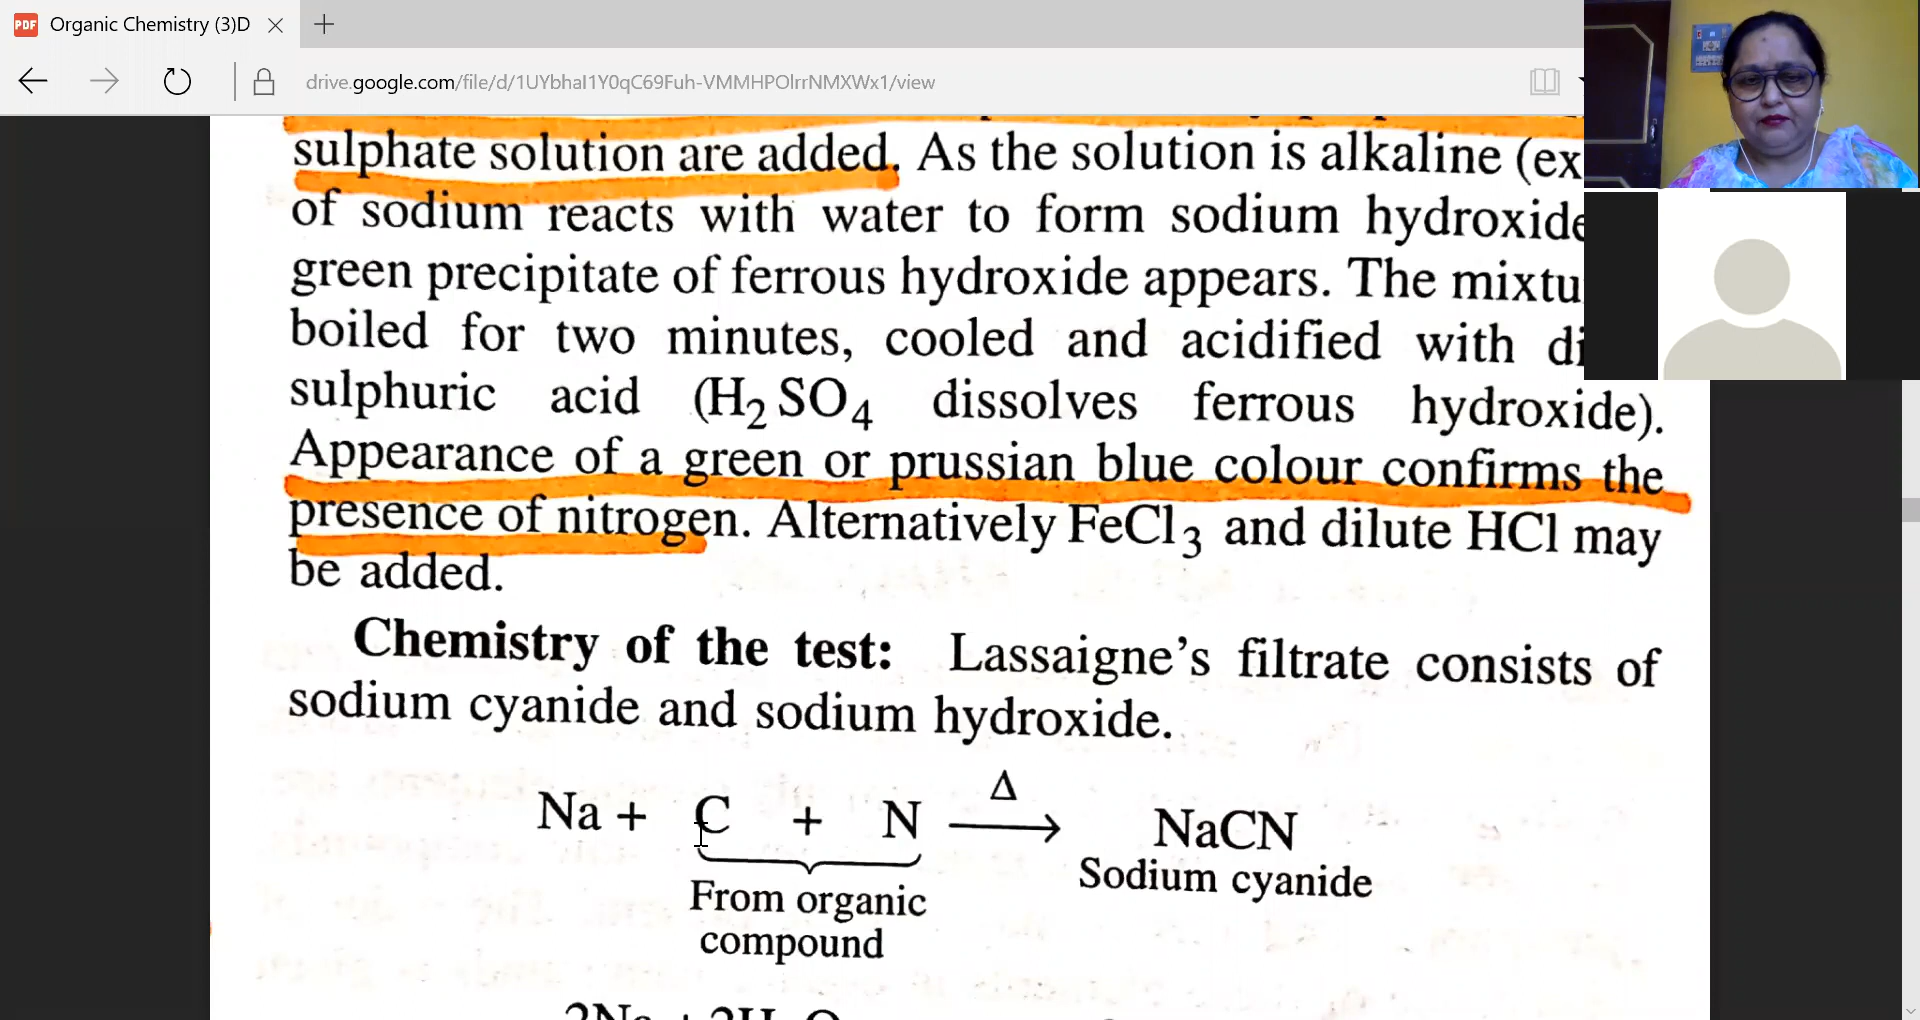 PDF Organic Chemistry (3)D
drive.google.com/file/d/1UYbhaI1Y0qC69Fuh-VMMHPOlrrNMXWx1/view
sulphate solution are added. As the solution is alkaline (ex
of sodium reacts with water to form sodium hydroxide
green precipitate of ferrous hydroxide appears. The mixtu
boiled for two minutes, cooled and acidified with di
sulphuric acid (H₂SO₄ dissolves ferrous hydroxide).
Appearance of a green or prussian blue colour confirms the
presence of nitrogen. Alternatively FeCl₃ and dilute HCl may
be added.
Chemistry of the test: Lassaigne's filtrate consists of
sodium cyanide and sodium hydroxide.
Δ
Na + C + N ⟶ NaCN
Sodium cyanide
From organic
compound